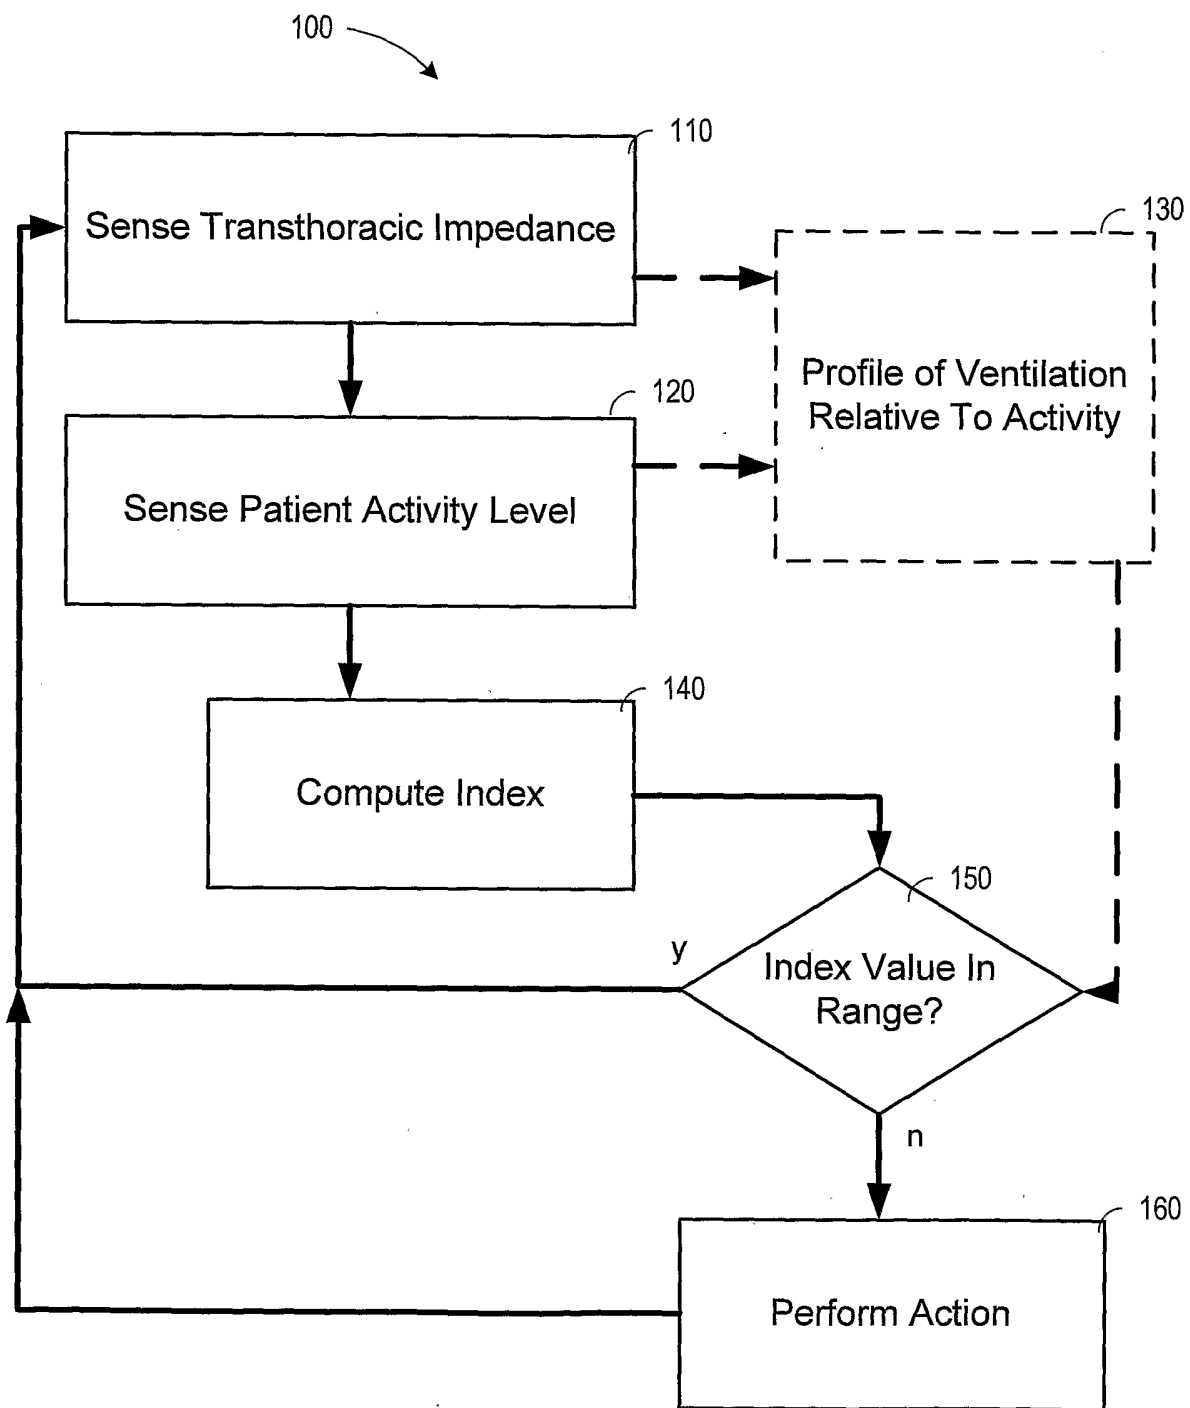 100
110
Sense Transthoracic Impedance
130
Profile of Ventilation
Relative To Activity
120
Sense Patient Activity Level
140
Compute Index
150
y
Index Value In
Range?
n
160
Perform Action